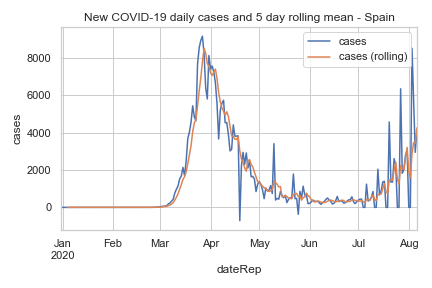 New COVID-19 daily cases and 5 day rolling mean - Spain
cases
cases (rolling)
8000
6000
4000
2000
0
cases
Jan Feb Mar Apr May Jun Jul Aug
2020
dateRep